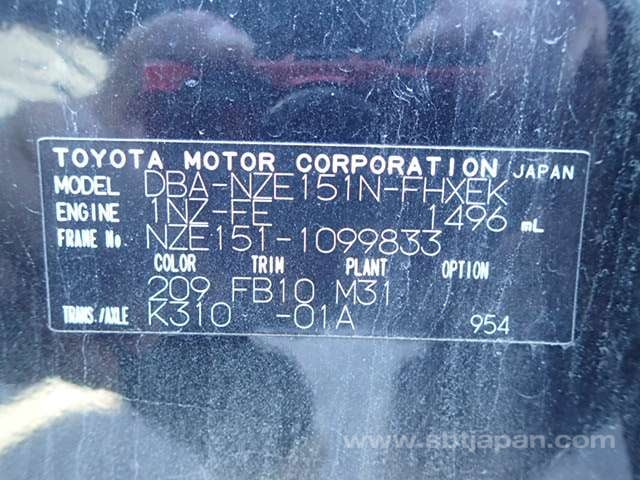 TOYOTA MOTOR CORPORATION JAPAN
MODEL DBA-NZE151N-FHXEK
ENGINE 1NZ-FE 1496 mL
FRAME No NZE151-1099833
COLOR TRIM PLANT OPTION
209 FB10 M31
TRANS./AXLE K310 -01A 954
www.sbtjapan.com